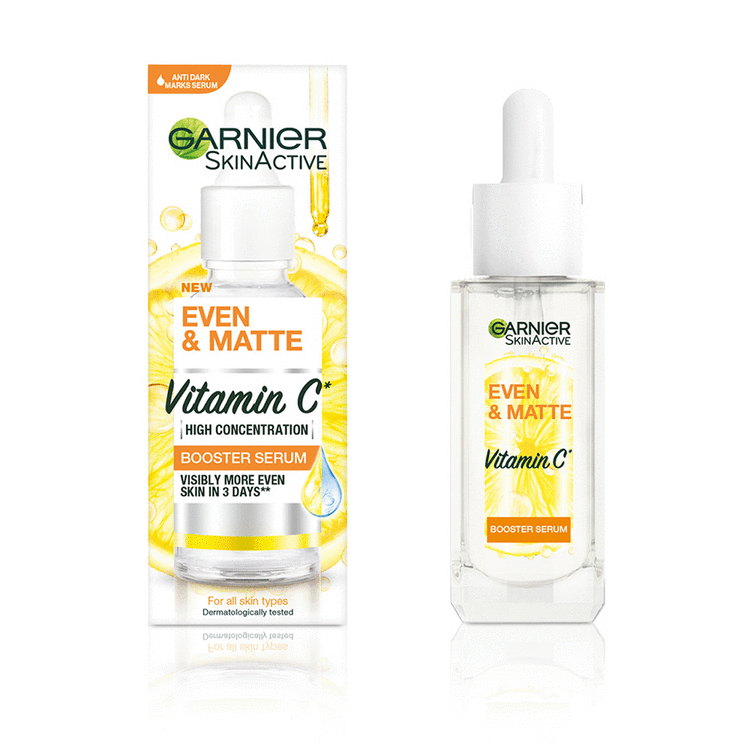 ANTI DARK
MARKS SERUM
GARNIER
SKINACTIVE
NEW
EVEN
& MATTE
Vitamin C*
HIGH CONCENTRATION
BOOSTER SERUM
VISIBLY MORE EVEN
SKIN IN 3 DAYS**
For all skin types
Dermatologically tested
GARNIER
SKINACTIVE
EVEN
& MATTE
Vitamin C*
BOOSTER SERUM